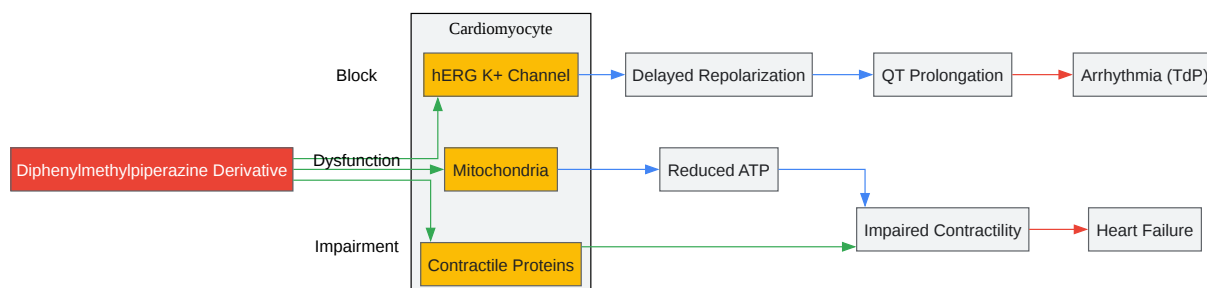 Cardiomyocyte
Block
hERG K+ Channel
Delayed Repolarization
QT Prolongation
Arrhythmia (TdP)
Diphenylmethylpiperazine Derivative
Dysfunction
Mitochondria
Reduced ATP
Impairment
Contractile Proteins
Impaired Contractility
Heart Failure